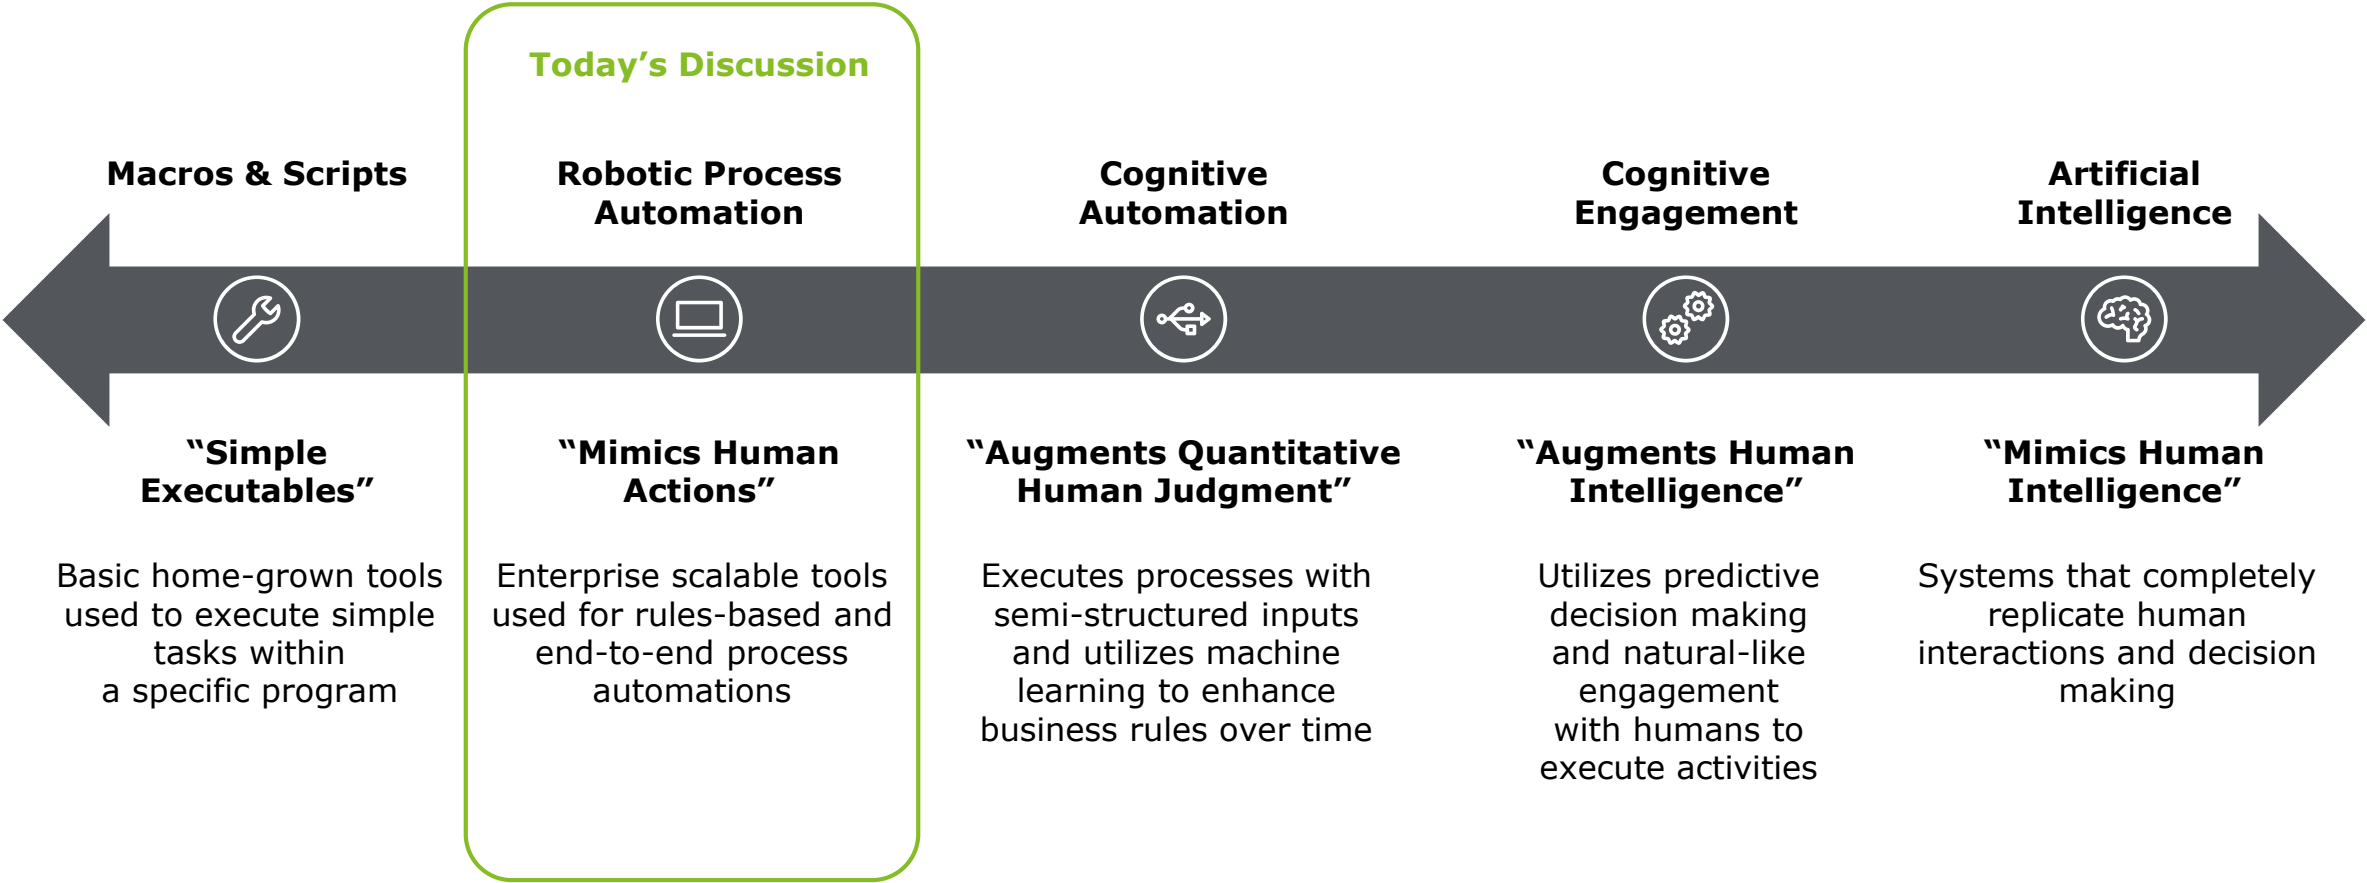 Today’s Discussion
Macros & Scripts
Robotic Process
Automation
Cognitive
Automation
Cognitive
Engagement
Artificial
Intelligence
“Simple
Executables”
“Mimics Human
Actions”
“Augments Quantitative
Human Judgment”
“Augments Human
Intelligence”
“Mimics Human
Intelligence”
Basic home-grown tools
used to execute simple
tasks within
a specific program
Enterprise scalable tools
used for rules-based and
end-to-end process
automations
Executes processes with
semi-structured inputs
and utilizes machine
learning to enhance
business rules over time
Utilizes predictive
decision making
and natural-like
engagement
with humans to
execute activities
Systems that completely
replicate human
interactions and decision
making